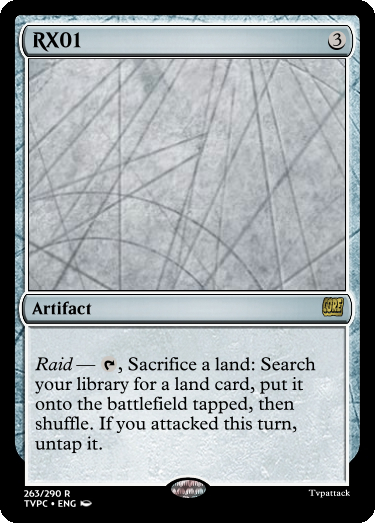 RX01 3
Artifact CORE
Raid — , Sacrifice a land: Search
your library for a land card, put it
onto the battlefield tapped, then
shuffle. If you attacked this turn,
untap it.
263/290 R
TVPC • ENG Tvpattack